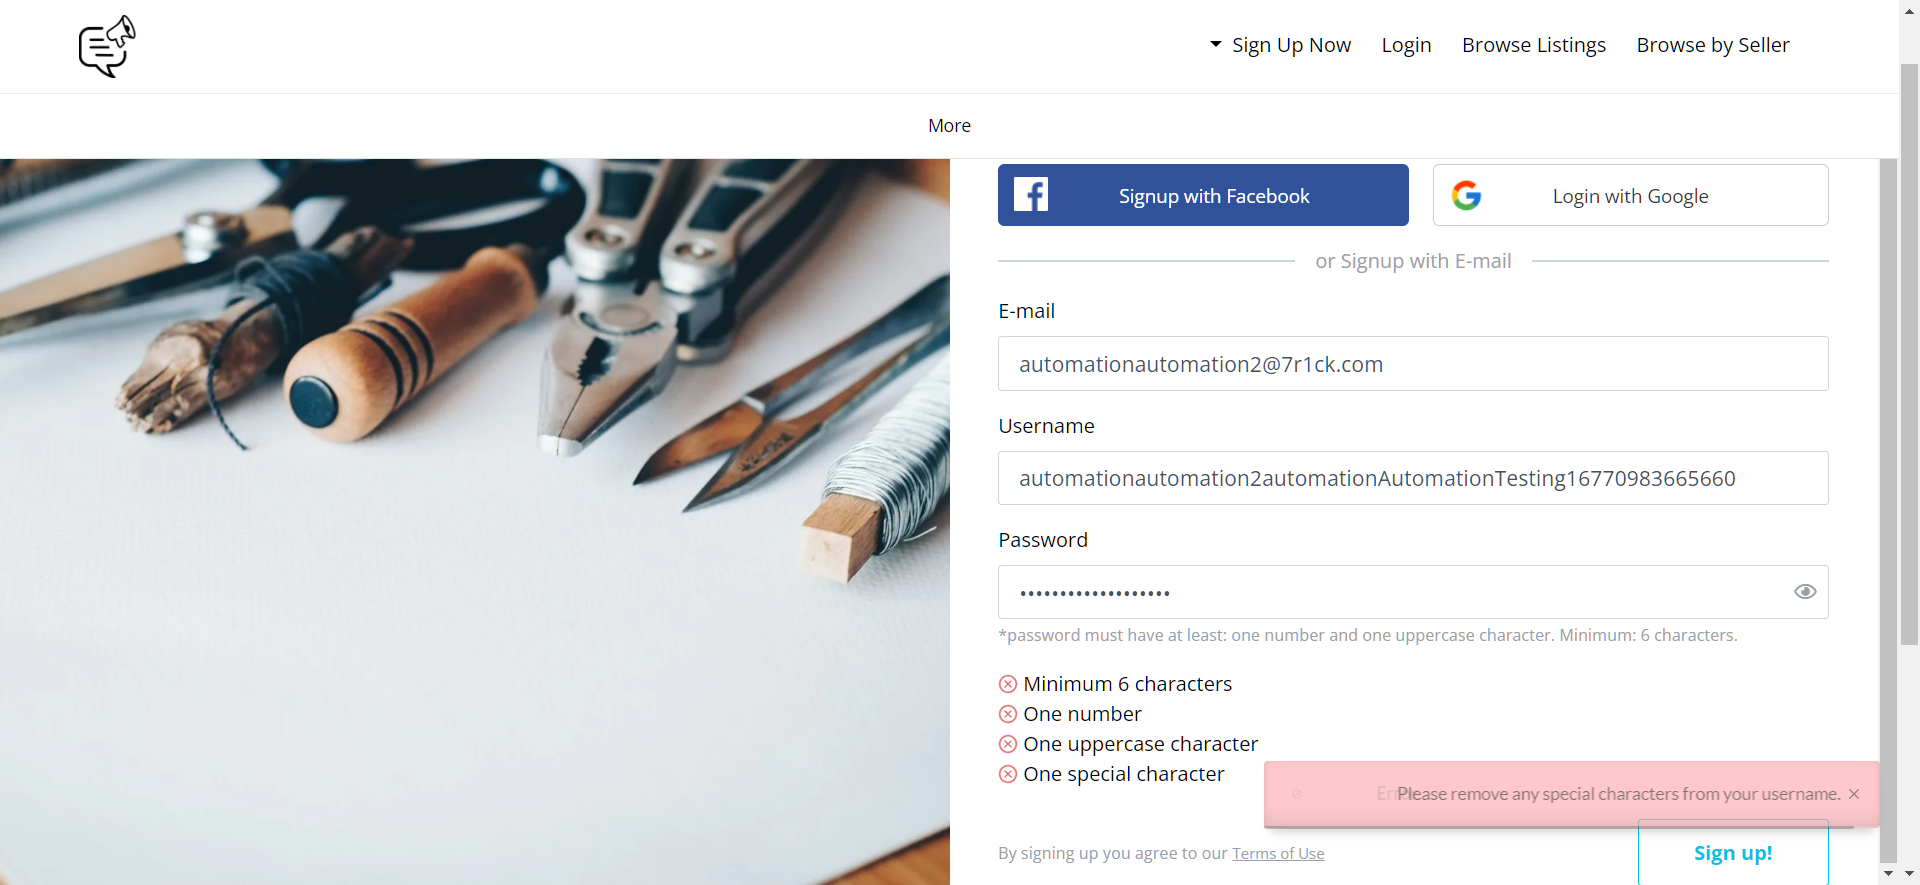 Sign Up Now
Login
Browse Listings
Browse by Seller
More
Signup with Facebook
Login with Google
or Signup with E-mail
E-mail
automationautomation2@7r1ck.com
Username
automationautomation2automationAutomationTesting16770983665660
Password
*password must have at least: one number and one uppercase character. Minimum: 6 characters.
Minimum 6 characters
One number
One uppercase character
One special character
Please remove any special characters from your username.
By signing up you agree to our Terms of Use
Sign up!